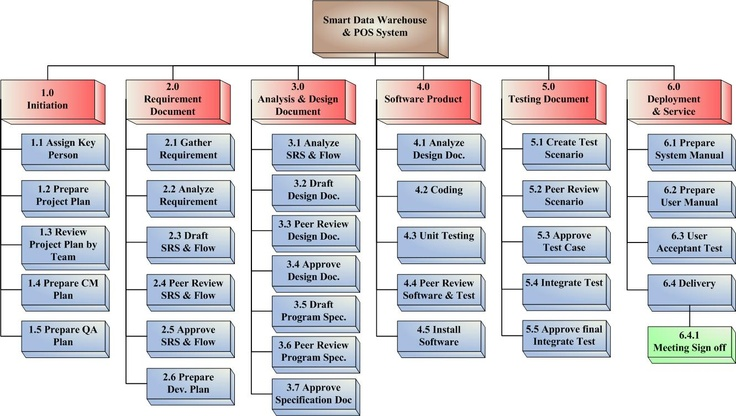 Smart Data Warehouse
& POS System
1.0
Initiation
1.1 Assign Key
Person
1.2 Prepare
Project Plan
1.3 Review
Project Plan by
Team
1.4 Prepare CM
Plan
1.5 Prepare QA
Plan
2.0
Requirement
Document
2.1 Gather
Requirement
2.2 Analyze
Requirement
2.3 Draft
SRS & Flow
2.4 Peer Review
SRS & Flow
2.5 Approve
SRS & Flow
2.6 Prepare
Dev. Plan
3.0
Analysis & Design
Document
3.1 Analyze
SRS & Flow
3.2 Draft
Design Doc.
3.3 Peer Review
Design Doc.
3.4 Approve
Design Doc.
3.5 Draft
Program Spec.
3.6 Peer Review
Program Spec.
3.7 Approve
Specification Doc
4.0
Software Product
4.1 Analyze
Design Doc.
4.2 Coding
4.3 Unit Testing
4.4 Peer Review
Software & Test
4.5 Install
Software
5.0
Testing Document
5.1 Create Test
Scenario
5.2 Peer Review
Scenario
5.3 Approve
Test Case
5.4 Integrate Test
5.5 Approve final
Integrate Test
6.0
Deployment
& Service
6.1 Prepare
System Manual
6.2 Prepare
User Manual
6.3 User
Acceptant Test
6.4 Delivery
6.4.1
Meeting Sign off